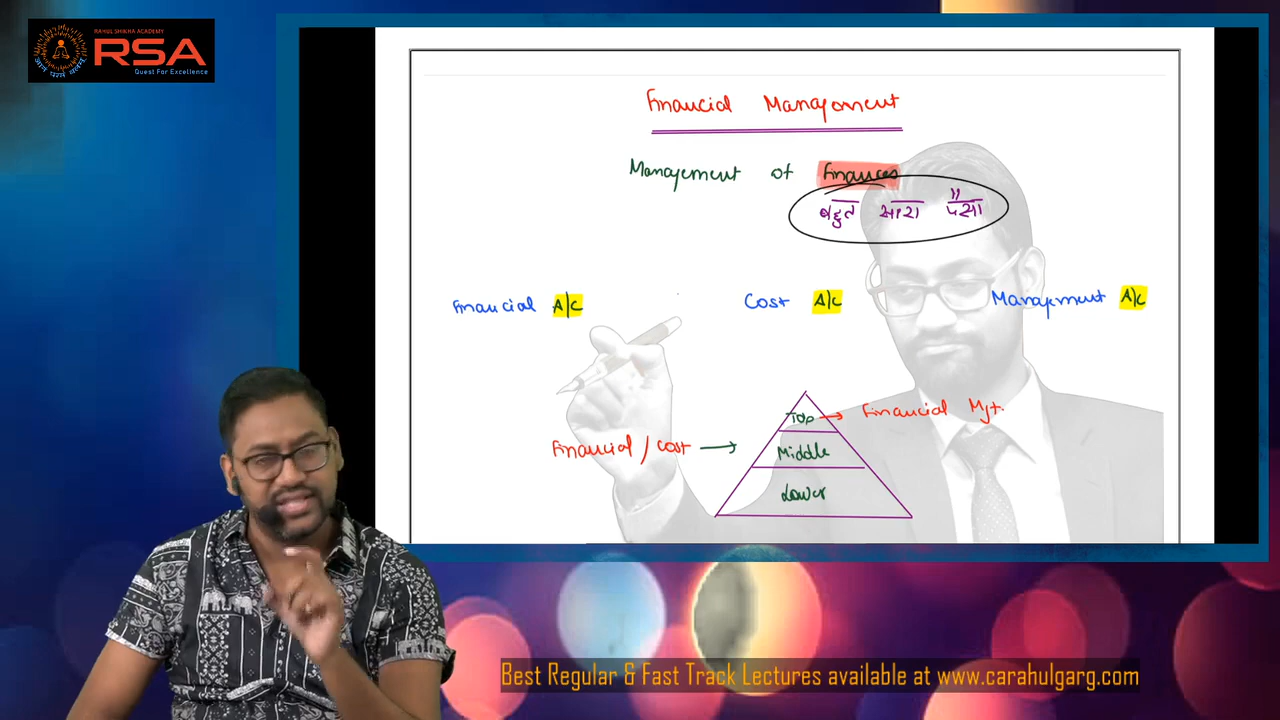 RAHUL SHIKHA ACADEMY
RSA
Quest For Excellence
Financial Management
Management of Finances
बहुत सारा पैसा
Financial A/C Cost A/C Management A/C
Top → Financial Mgt.
Financial / Cost → Middle
Lower
Best Regular & Fast Track Lectures available at www.carahulgarg.com